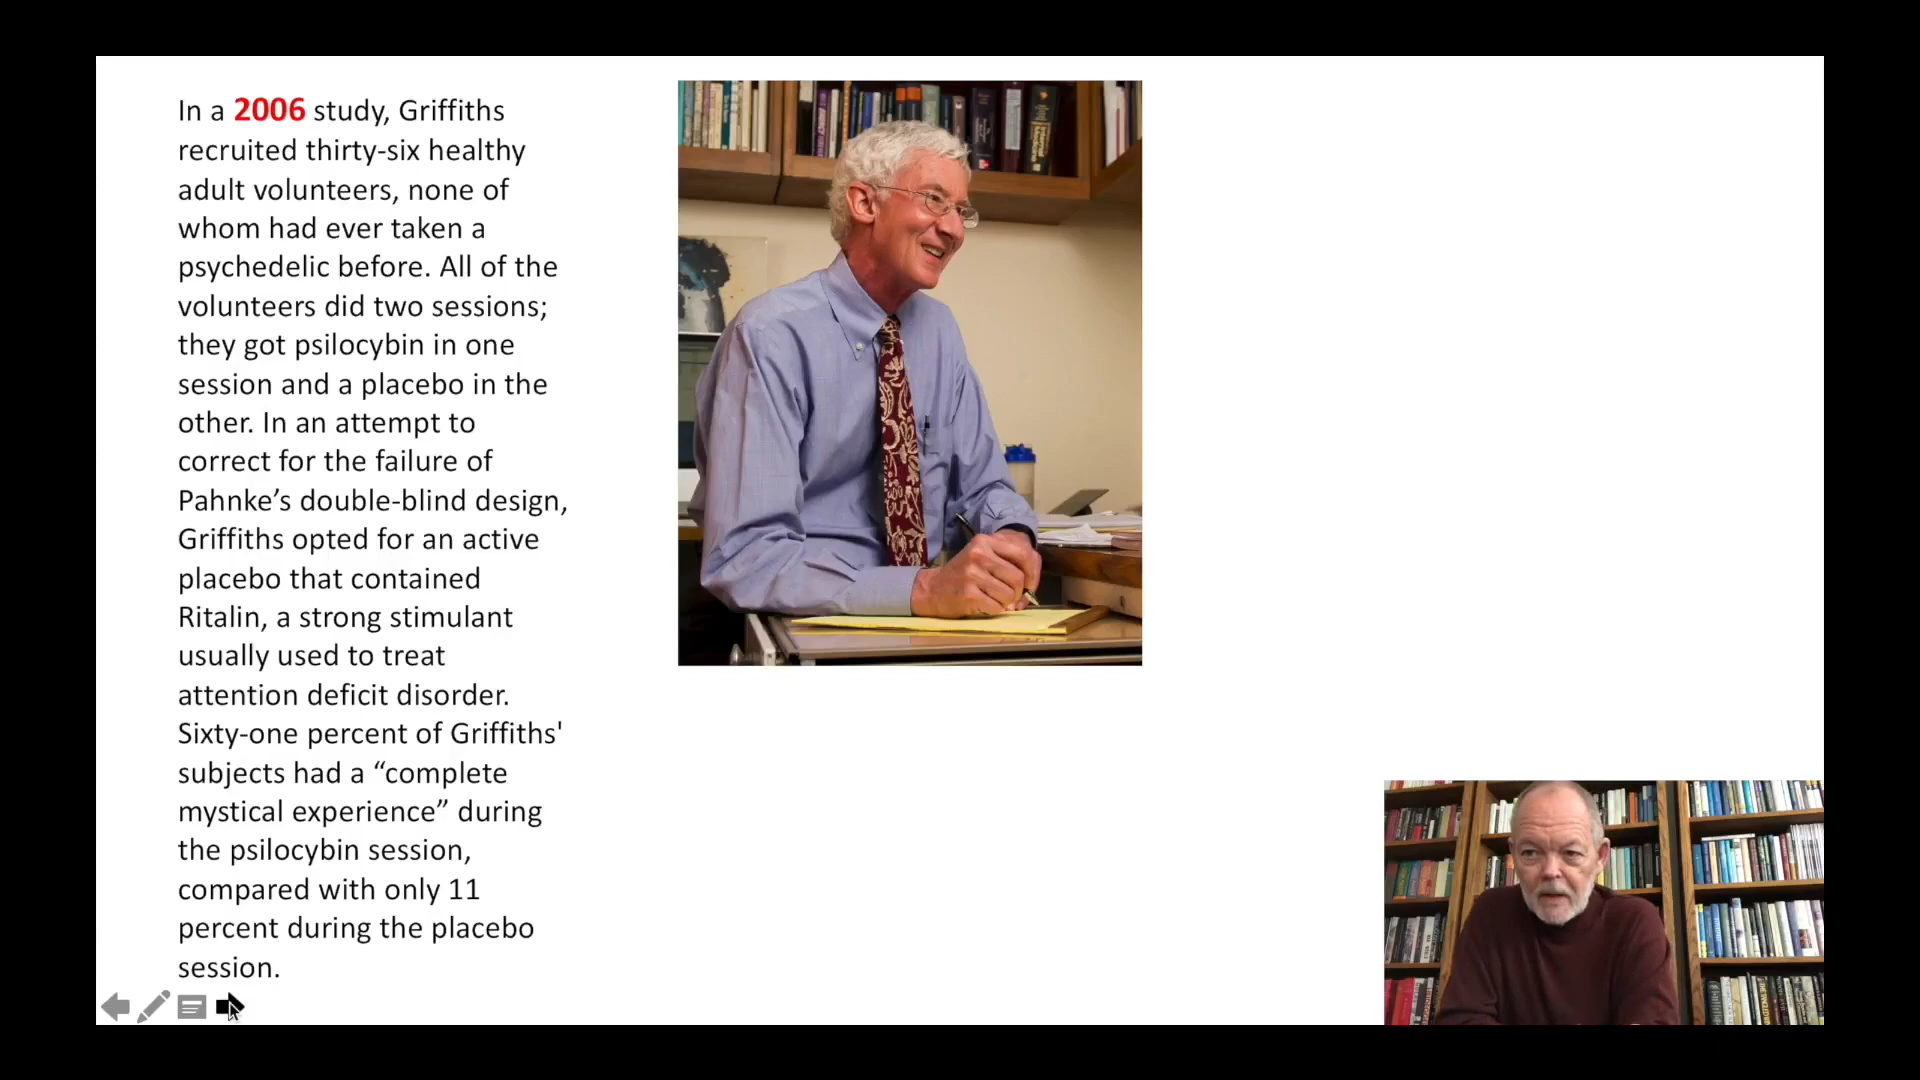 In a 2006 study, Griffiths
recruited thirty-six healthy
adult volunteers, none of
whom had ever taken a
psychedelic before. All of the
volunteers did two sessions;
they got psilocybin in one
session and a placebo in the
other. In an attempt to
correct for the failure of
Pahnke’s double-blind design,
Griffiths opted for an active
placebo that contained
Ritalin, a strong stimulant
usually used to treat
attention deficit disorder.
Sixty-one percent of Griffiths'
subjects had a “complete
mystical experience” during
the psilocybin session,
compared with only 11
percent during the placebo
session.